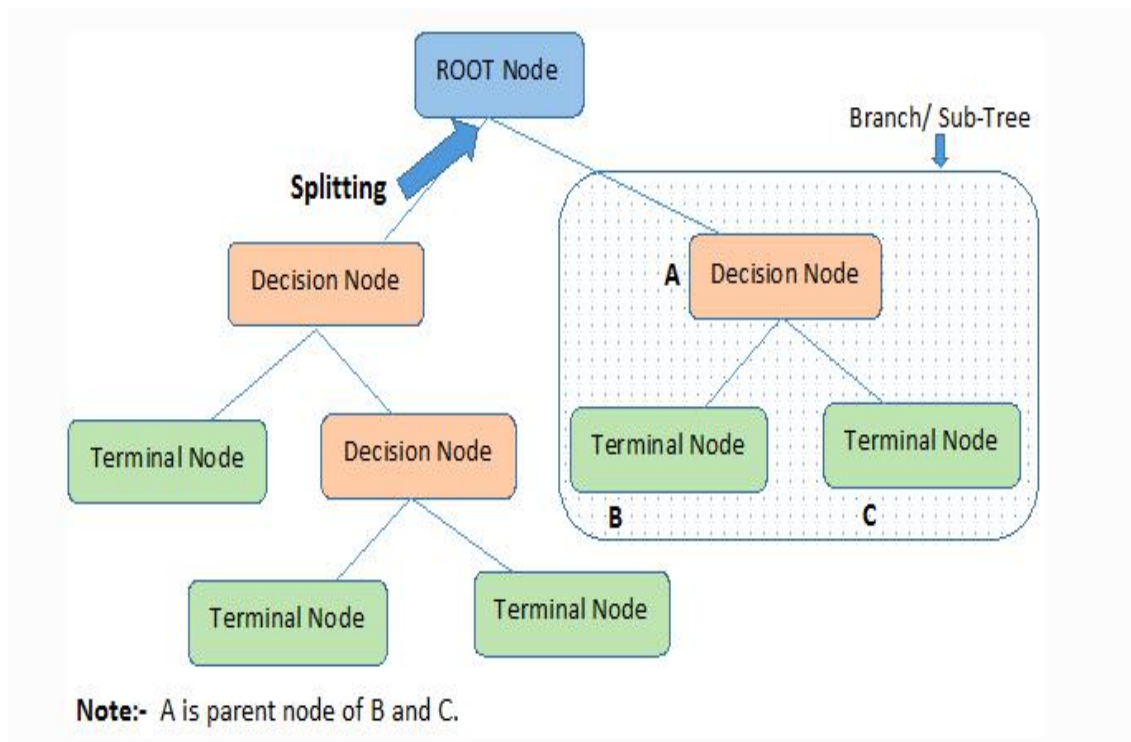 ROOT Node
Branch/ Sub-Tree
Splitting
Decision Node
A
Decision Node
Terminal Node
Decision Node
Terminal Node
Terminal Node
B
C
Terminal Node
Terminal Node
Note:- A is parent node of B and C.